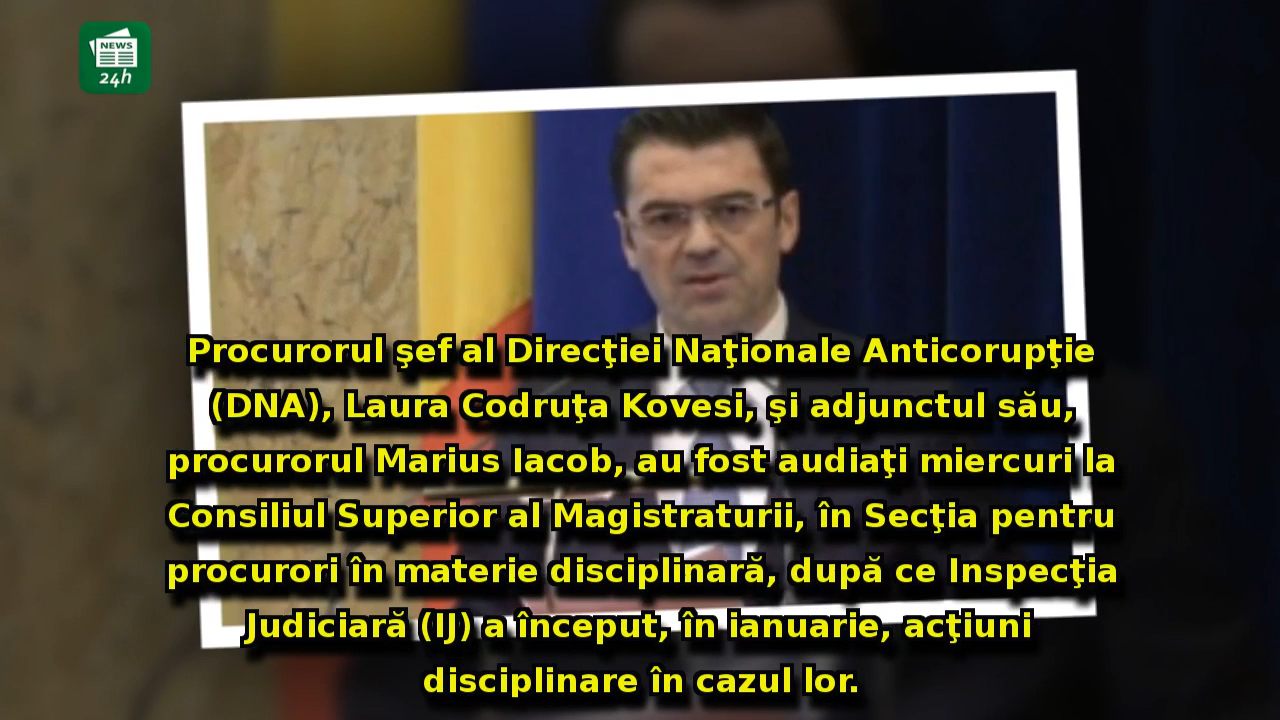 NEWS
24h
Procurorul şef al Direcţiei Naţionale Anticorupţie
(DNA), Laura Codruţa Kovesi, şi adjunctul său,
procurorul Marius Iacob, au fost audiaţi miercuri la
Consiliul Superior al Magistraturii, în Secţia pentru
procurori în materie disciplinară, după ce Inspecţia
Judiciară (IJ) a început, în ianuarie, acţiuni
disciplinare în cazul lor.